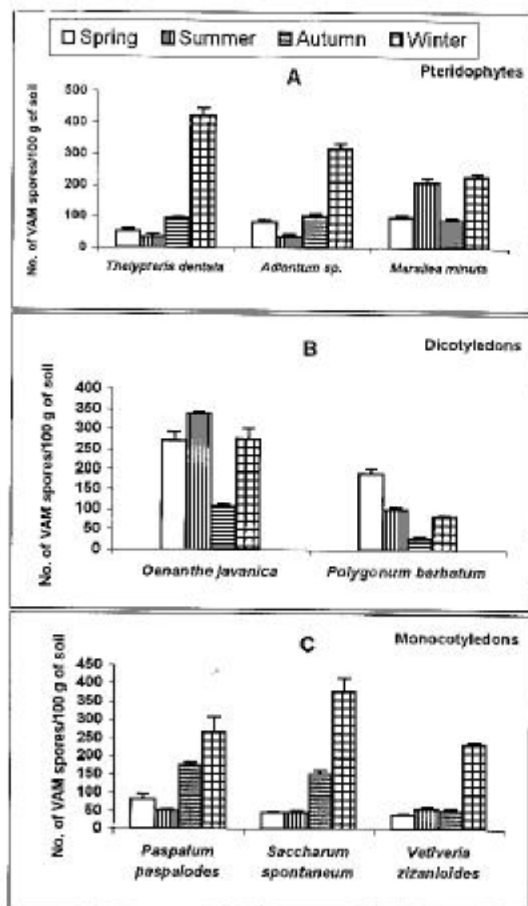 Spring Summer Autumn Winter
A Pteridophytes
No. of VAM spores/100 g of soil
500
400
300
200
100
0
Thelypteris dentata Adiantum sp. Marsilea minuta
B Dicotyledons
No. of VAM spores/100 g of soil
400
350
300
250
200
150
100
50
0
Oenanthe javanica Polygonum barbatum
C Monocotyledons
No. of VAM spores/100 g of soil
450
400
350
300
250
200
150
100
50
0
Paspalum Saccharum Vetiveria
paspalodes spontaneum zizanioides